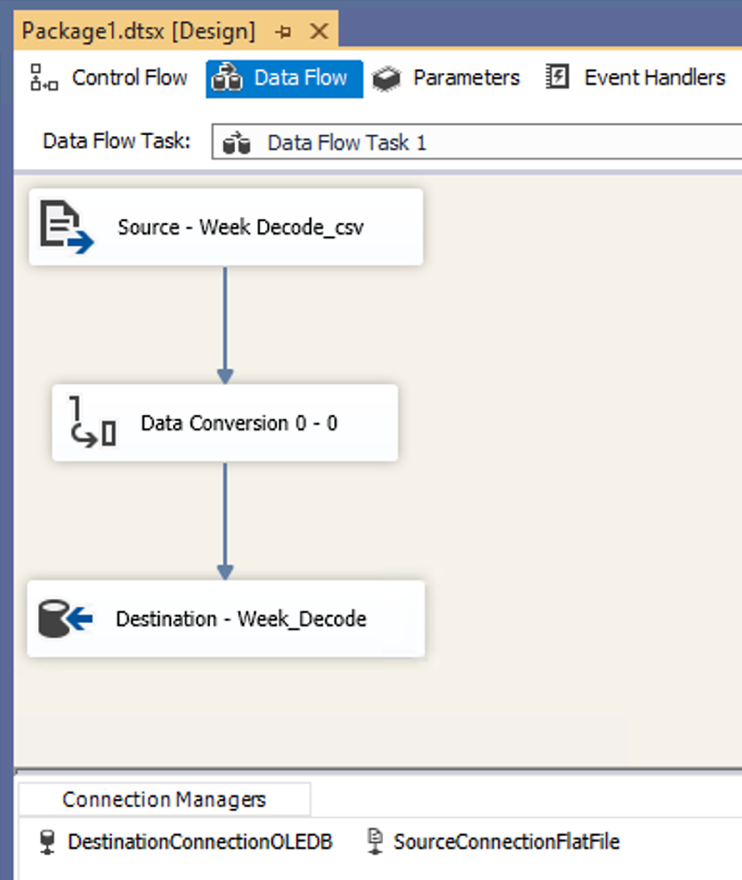 Package1.dtsx [Design]
Control Flow Data Flow Parameters Event Handlers
Data Flow Task: Data Flow Task 1
Source - Week Decode_csv
Data Conversion 0 - 0
Destination - Week_Decode
Connection Managers
DestinationConnectionOLEDB SourceConnectionFlatFile